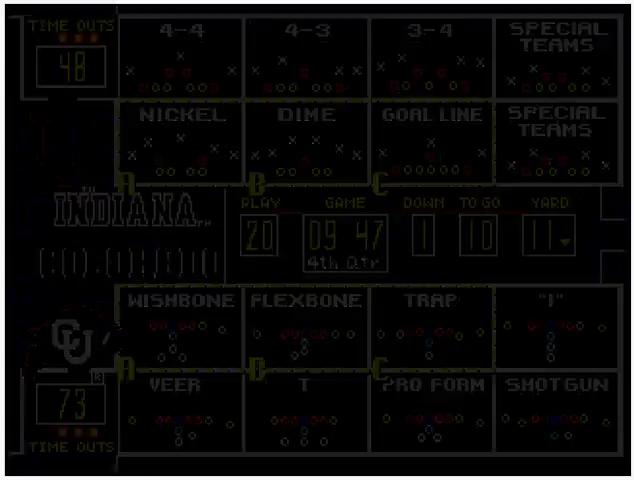 TIME OUTS
48
4-4 4-3 3-4 SPECIAL TEAMS
NICKEL DIME GOAL LINE SPECIAL TEAMS
A B C
INDIANA TM
PLAY GAME DOWN TO GO YARD
20 09 47 1 10 11
4th Qtr
COLORADO
WISHBONE FLEXBONE TRAP "I"
CU
A B C
VEER T PRO FORM SHOTGUN
73
TIME OUTS